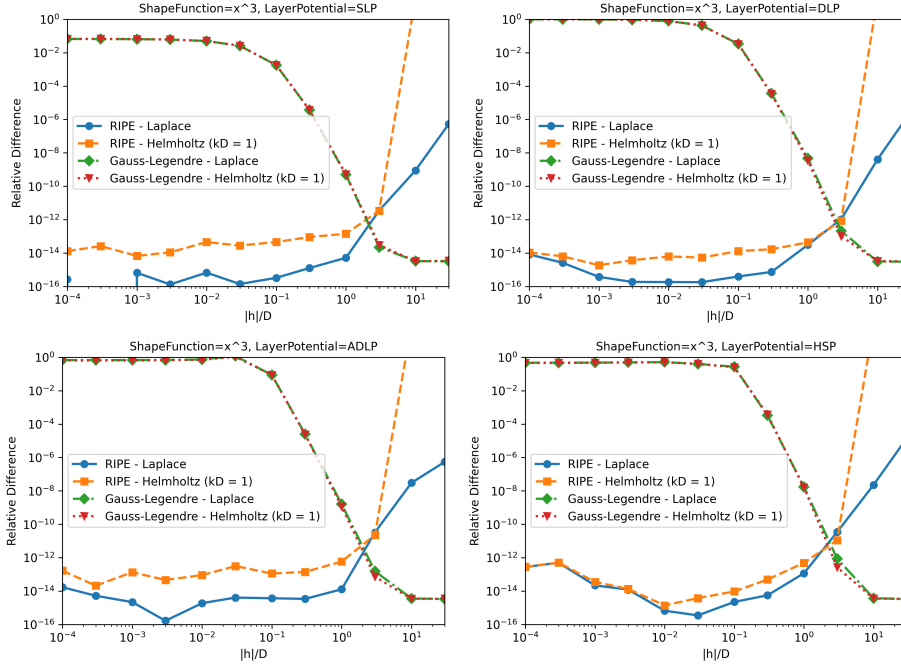 ShapeFunction=x^3, LayerPotential=SLP
10^0
10^-2
10^-4
10^-6
10^-8
10^-10
10^-12
10^-14
10^-16
Relative Difference
RIPE - Laplace
RIPE - Helmholtz (kD = 1)
Gauss-Legendre - Laplace
Gauss-Legendre - Helmholtz (kD = 1)
10^-4 10^-3 10^-2 10^-1 10^0 10^1
|h|/D
ShapeFunction=x^3, LayerPotential=DLP
10^0
10^-2
10^-4
10^-6
10^-8
10^-10
10^-12
10^-14
10^-16
Relative Difference
RIPE - Laplace
RIPE - Helmholtz (kD = 1)
Gauss-Legendre - Laplace
Gauss-Legendre - Helmholtz (kD = 1)
10^-4 10^-3 10^-2 10^-1 10^0 10^1
|h|/D
ShapeFunction=x^3, LayerPotential=ADLP
10^0
10^-2
10^-4
10^-6
10^-8
10^-10
10^-12
10^-14
10^-16
Relative Difference
RIPE - Laplace
RIPE - Helmholtz (kD = 1)
Gauss-Legendre - Laplace
Gauss-Legendre - Helmholtz (kD = 1)
10^-4 10^-3 10^-2 10^-1 10^0 10^1
|h|/D
ShapeFunction=x^3, LayerPotential=HSP
10^0
10^-2
10^-4
10^-6
10^-8
10^-10
10^-12
10^-14
10^-16
Relative Difference
RIPE - Laplace
RIPE - Helmholtz (kD = 1)
Gauss-Legendre - Laplace
Gauss-Legendre - Helmholtz (kD = 1)
10^-4 10^-3 10^-2 10^-1 10^0 10^1
|h|/D